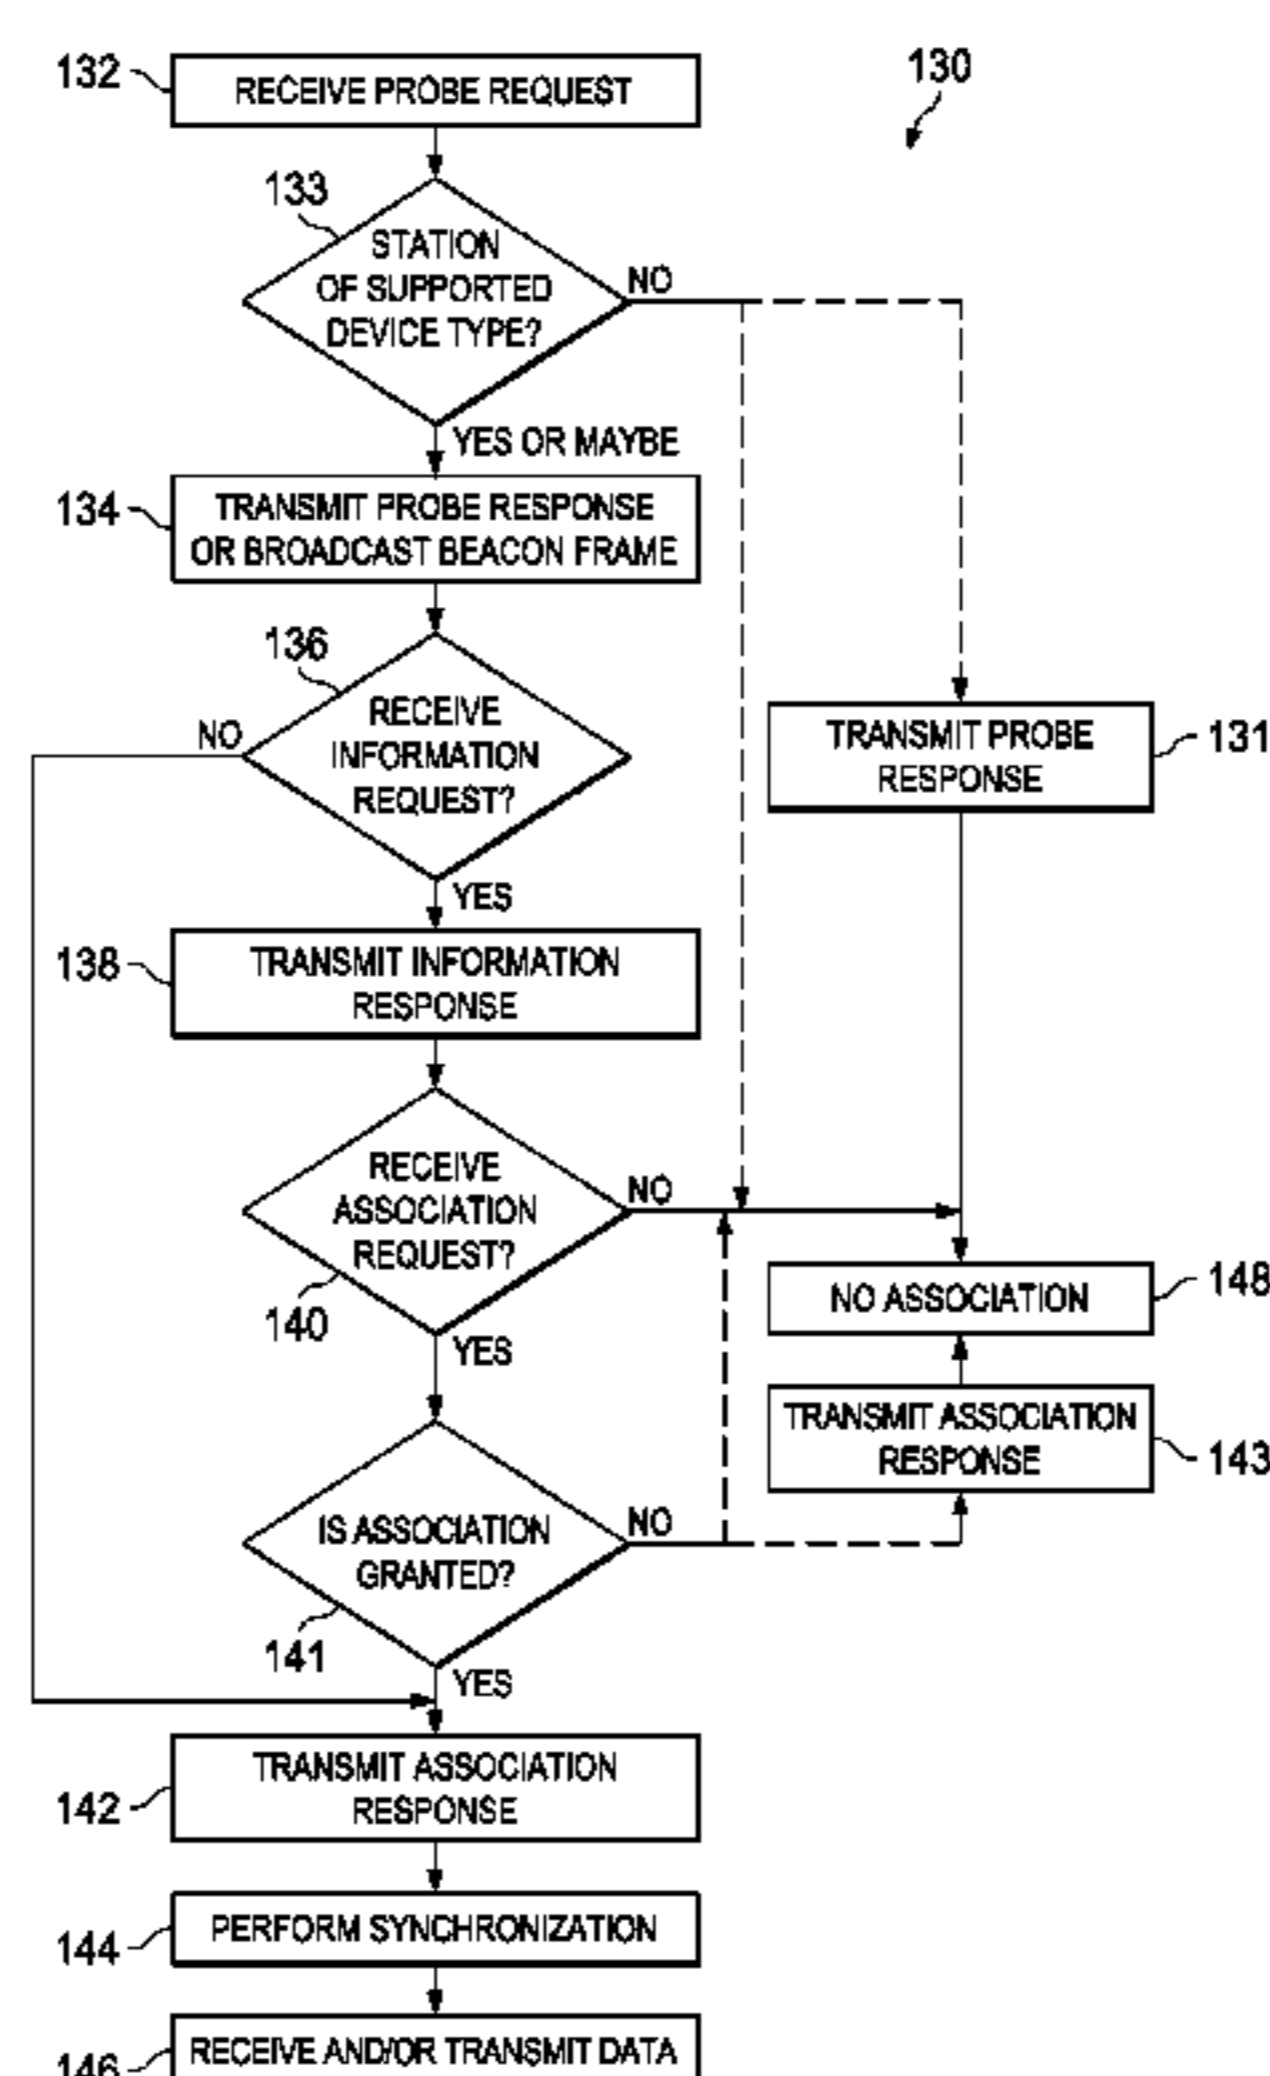 132
RECEIVE PROBE REQUEST
130
133
STATION
OF SUPPORTED
DEVICE TYPE?
NO
YES OR MAYBE
134
TRANSMIT PROBE RESPONSE
OR BROADCAST BEACON FRAME
136
RECEIVE
INFORMATION
REQUEST?
NO
YES
TRANSMIT PROBE
RESPONSE
131
138
TRANSMIT INFORMATION
RESPONSE
RECEIVE
ASSOCIATION
REQUEST?
NO
140
YES
NO ASSOCIATION
148
TRANSMIT ASSOCIATION
RESPONSE
143
IS ASSOCIATION
GRANTED?
NO
141
YES
142
TRANSMIT ASSOCIATION
RESPONSE
144
PERFORM SYNCHRONIZATION
146
RECEIVE AND/OR TRANSMIT DATA